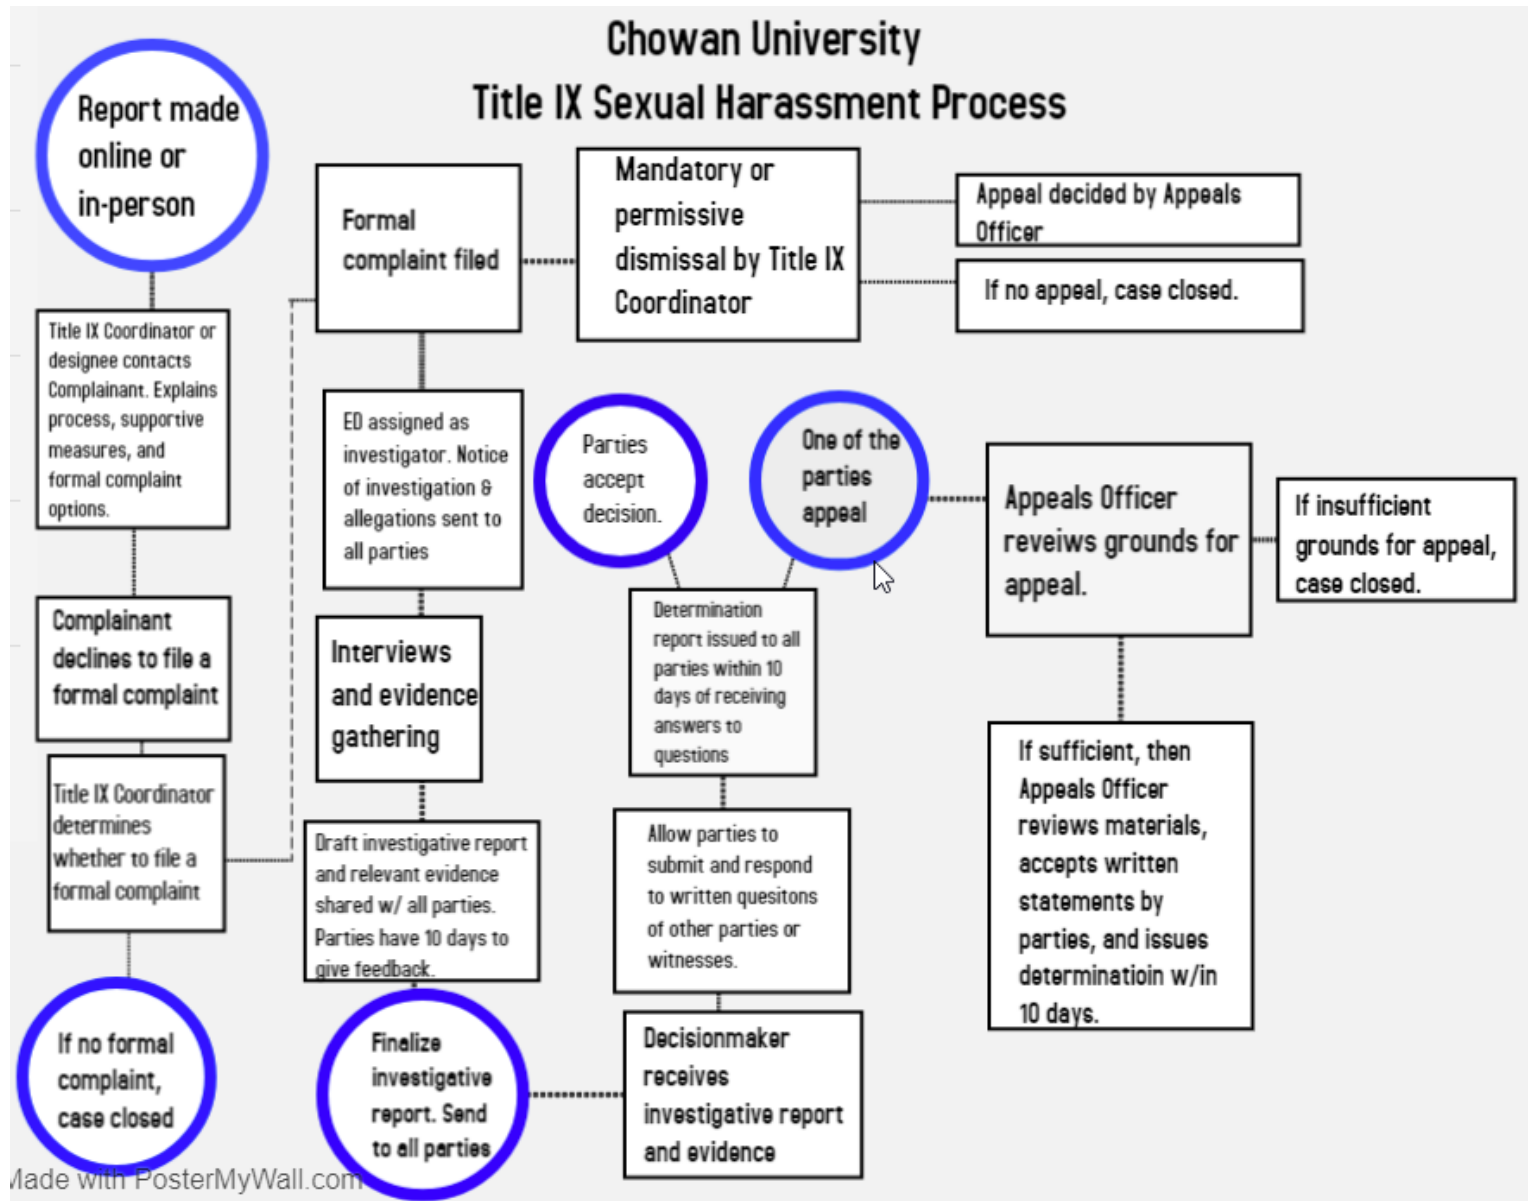 Chowan University
Title IX Sexual Harassment Process
Report made
online or
in-person
Title IX Coordinator or
designee contacts
Complainant. Explains
process, supportive
measures, and
formal complaint
options.
Complainant
declines to file a
formal complaint
Title IX Coordinator
determines
whether to file a
formal complaint
If no formal
complaint,
case closed
Formal
complaint filed
Mandatory or
permissive
dismissal by Title IX
Coordinator
Appeal decided by Appeals
Officer
If no appeal, case closed.
ED assigned as
investigator. Notice
of investigation &
allegations sent to
all parties
Interviews
and evidence
gathering
Draft investigative report
and relevant evidence
shared w/ all parties.
Parties have 10 days to
give feedback.
Finalize
investigative
report. Send
to all parties
Decisionmaker
receives
investigative report
and evidence
Allow parties to
submit and respond
to written quesitons
of other parties or
witnesses.
Determination
report issued to all
parties within 10
days of receiving
answers to
questions
Parties
accept
decision.
One of the
parties
appeal
Appeals Officer
reveiws grounds for
appeal.
If insufficient
grounds for appeal,
case closed.
If sufficient, then
Appeals Officer
reviews materials,
accepts written
statements by
parties, and issues
determinatioin w/in
10 days.
Made with PosterMyWall.com